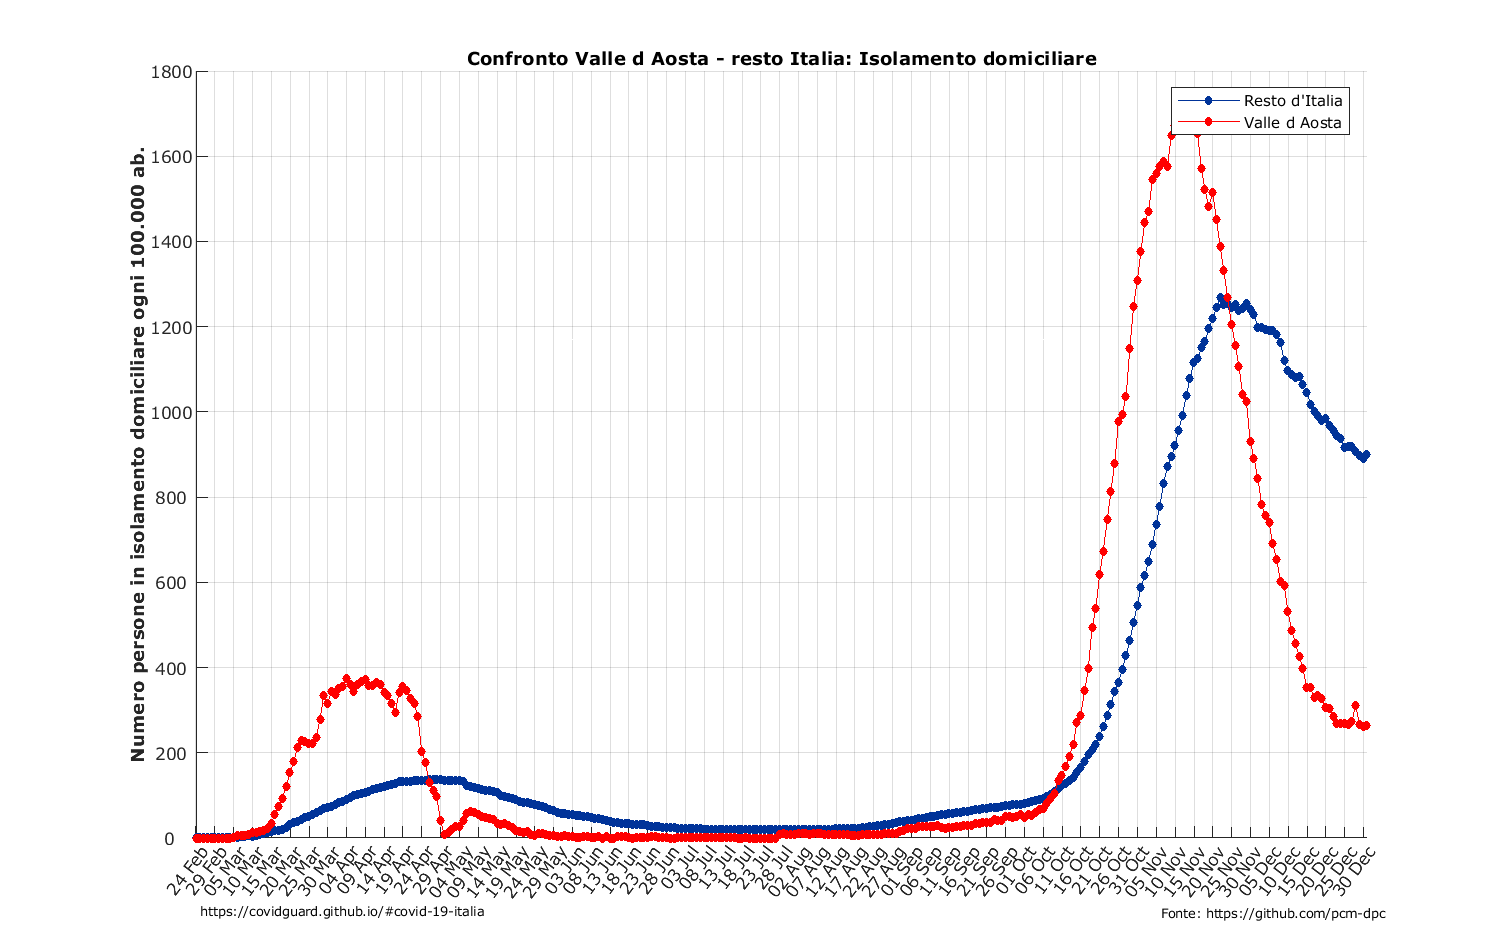 Confronto Valle d Aosta - resto Italia: Isolamento domiciliare
Numero persone in isolamento domiciliare ogni 100.000 ab.
1800
1600
1400
1200
1000
800
600
400
200
0
Resto d'Italia
Valle d Aosta
24 Feb
29 Feb
05 Mar
10 Mar
15 Mar
20 Mar
25 Mar
30 Mar
04 Apr
09 Apr
14 Apr
19 Apr
24 Apr
29 Apr
04 May
09 May
14 May
19 May
24 May
29 May
03 Jun
08 Jun
13 Jun
18 Jun
23 Jun
28 Jun
03 Jul
08 Jul
13 Jul
18 Jul
23 Jul
28 Jul
02 Aug
07 Aug
12 Aug
17 Aug
22 Aug
27 Aug
01 Sep
06 Sep
11 Sep
16 Sep
21 Sep
26 Sep
01 Oct
06 Oct
11 Oct
16 Oct
21 Oct
26 Oct
31 Oct
05 Nov
10 Nov
15 Nov
20 Nov
25 Nov
30 Nov
05 Dec
10 Dec
15 Dec
20 Dec
25 Dec
30 Dec
https://covidguard.github.io/#covid-19-italia
Fonte: https://github.com/pcm-dpc